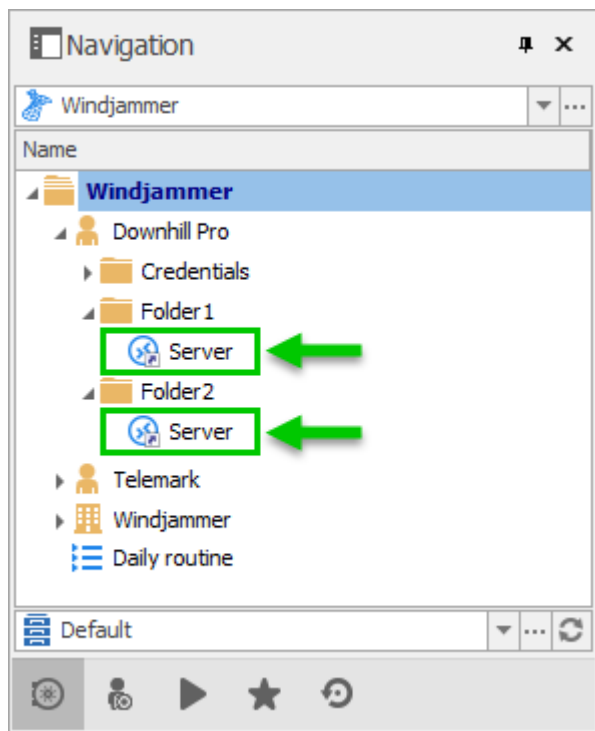 Navigation
Windjammer
Name
Windjammer
Downhill Pro
Credentials
Folder1
Server
Folder2
Server
Telemark
Windjammer
Daily routine
Default